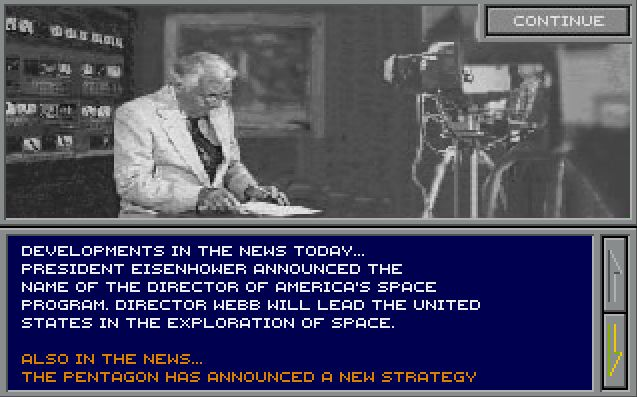 CONTINUE
DEVELOPMENTS IN THE NEWS TODAY...
PRESIDENT EISENHOWER ANNOUNCED THE
NAME OF THE DIRECTOR OF AMERICA'S SPACE
PROGRAM. DIRECTOR WEBB WILL LEAD THE UNITED
STATES IN THE EXPLORATION OF SPACE.
ALSO IN THE NEWS...
THE PENTAGON HAS ANNOUNCED A NEW STRATEGY